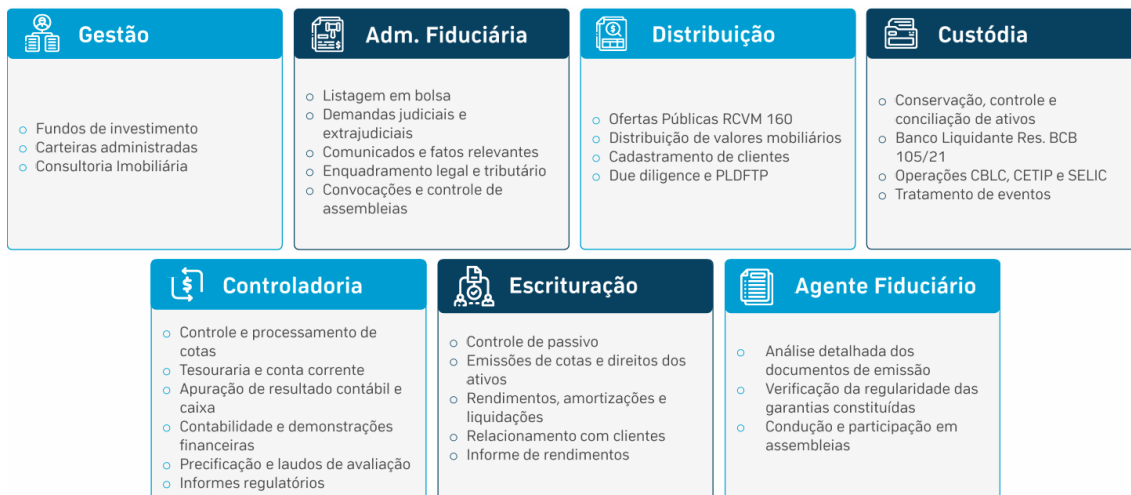 Gestão
Fundos de investimento
Carteiras administradas
Consultoria Imobiliária
Adm. Fiduciária
Listagem em bolsa
Demandas judiciais e
extrajudiciais
Comunicados e fatos relevantes
Enquadramento legal e tributário
Convocações e controle de
assembleias
Distribuição
Ofertas Públicas RCVM 160
Distribuição de valores mobiliários
Cadastramento de clientes
Due diligence e PLDFTP
Custódia
Conservação, controle e
conciliação de ativos
Banco Liquidante Res. BCB
105/21
Operações CBLC, CETIP e SELIC
Tratamento de eventos
Controladoria
Controle e processamento de
cotas
Tesouraria e conta corrente
Apuração de resultado contábil e
caixa
Contabilidade e demonstrações
financeiras
Precificação e laudos de avaliação
Informes regulatórios
Escrituração
Controle de passivo
Emissões de cotas e direitos dos
ativos
Rendimentos, amortizações e
liquidações
Relacionamento com clientes
Informe de rendimentos
Agente Fiduciário
Análise detalhada dos
documentos de emissão
Verificação da regularidade das
garantias constituídas
Condução e participação em
assembleias